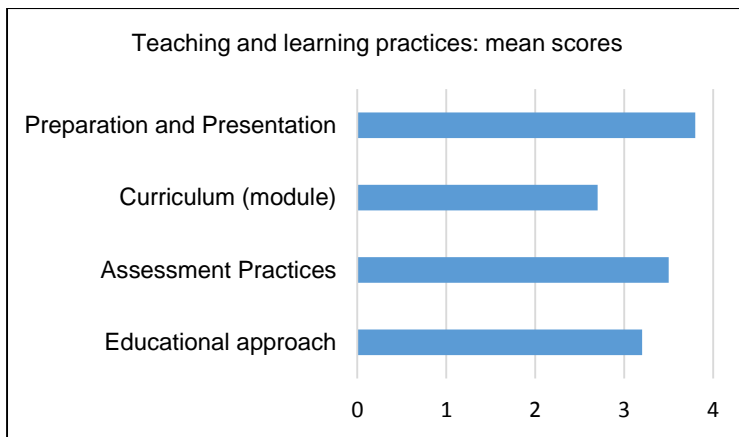 Teaching and learning practices: mean scores
Preparation and Presentation
Curriculum (module)
Assessment Practices
Educational approach
0 1 2 3 4